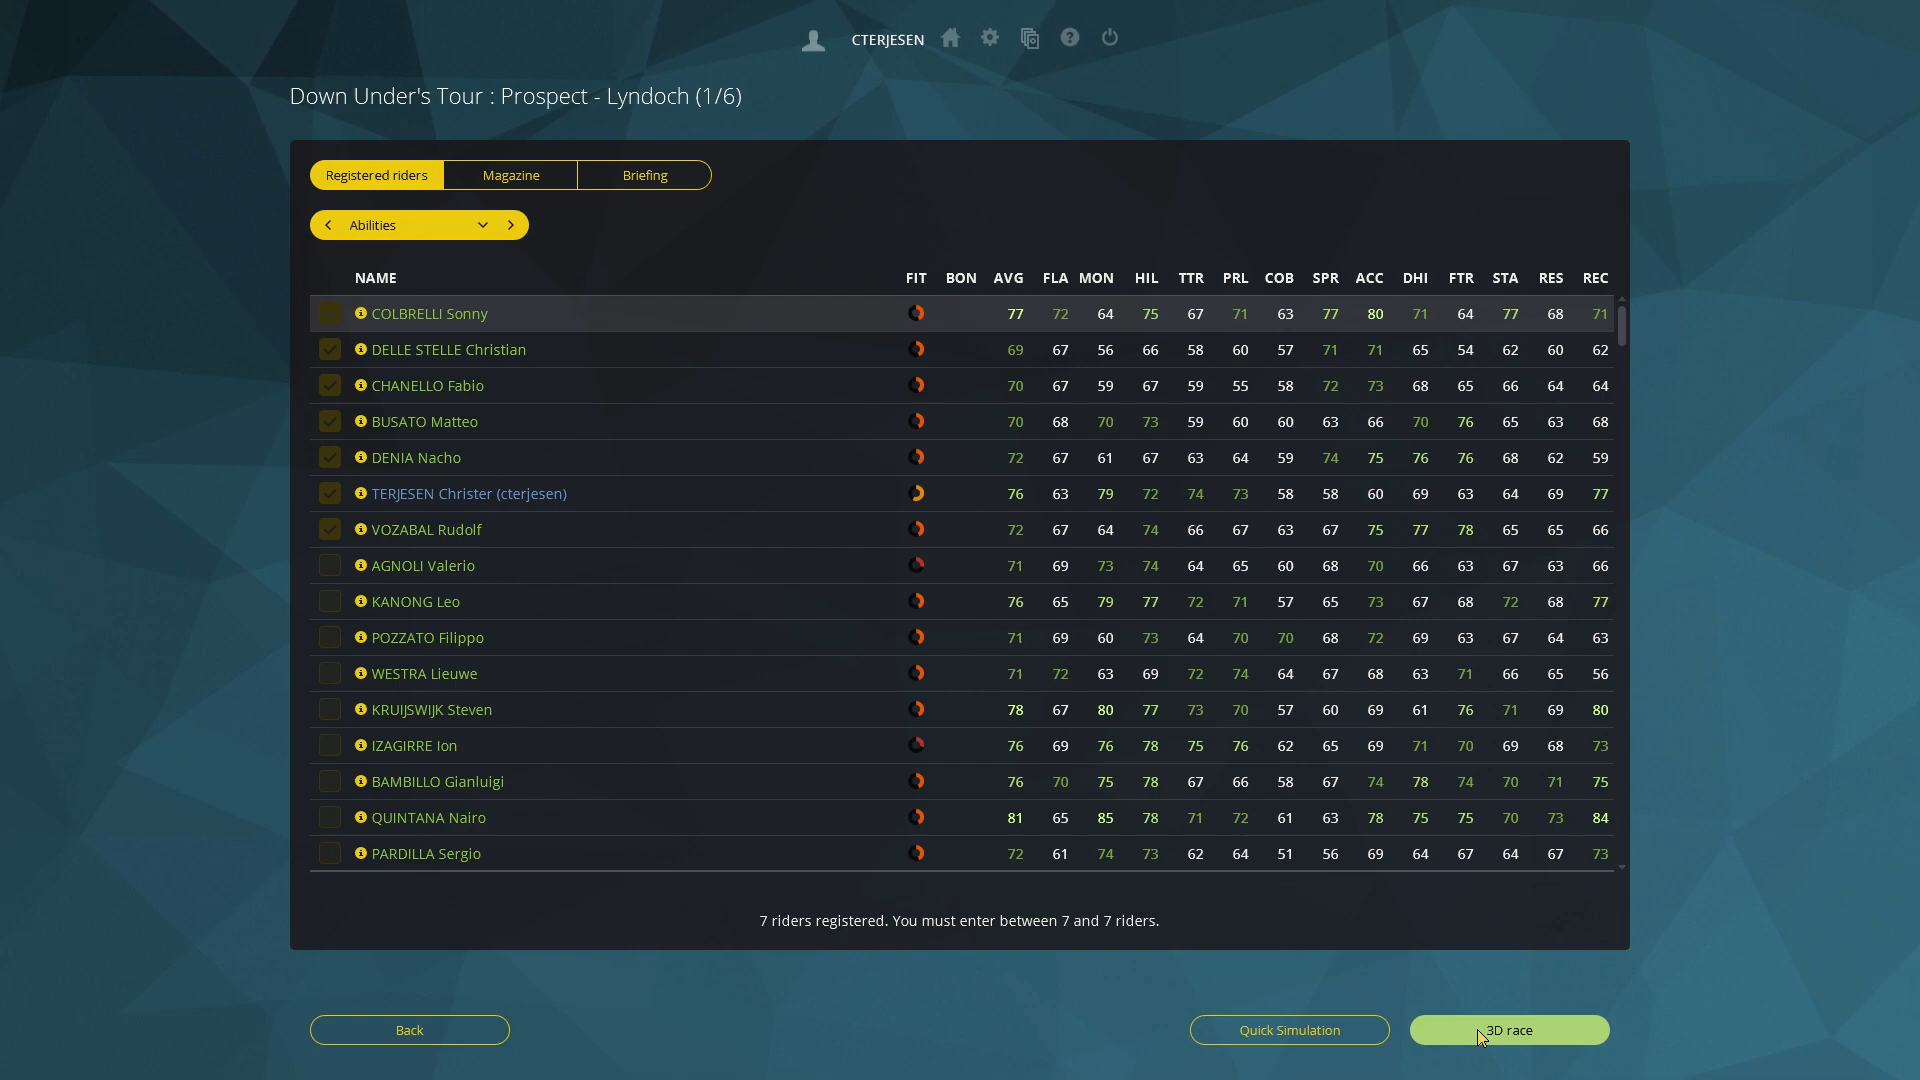 CTERJESEN
Down Under's Tour : Prospect - Lyndoch (1/6)
Registered riders Magazine Briefing
Abilities
NAME FIT BON AVG FLA MON HIL TTR PRL COB SPR ACC DHI FTR STA RES REC
COLBRELLI Sonny 77 72 64 75 67 71 63 77 80 71 64 77 68 71
DELLE STELLE Christian 69 67 56 66 58 60 57 71 71 65 54 62 60 62
CHANELLO Fabio 70 67 59 67 59 55 58 72 73 68 65 66 64 64
BUSATO Matteo 70 68 70 73 59 60 60 63 66 70 76 65 63 68
DENIA Nacho 72 67 61 67 63 64 59 74 75 76 76 68 62 59
TERJESEN Christer (cterjesen) 76 63 79 72 74 73 58 58 60 69 63 64 69 77
VOZABAL Rudolf 72 67 64 74 66 67 63 67 75 77 78 65 65 66
AGNOLI Valerio 71 69 73 74 64 65 60 68 70 66 63 67 63 66
KANONG Leo 76 65 79 77 72 71 57 65 73 67 68 72 68 77
POZZATO Filippo 71 69 60 73 64 70 70 68 72 69 63 67 64 63
WESTRA Lieuwe 71 72 63 69 72 74 64 67 68 63 71 66 65 56
KRUIJSWIJK Steven 78 67 80 77 73 70 57 60 69 61 76 71 69 80
IZAGIRRE Ion 76 69 76 78 75 76 62 65 69 71 70 69 68 73
BAMBILLO Gianluigi 76 70 75 78 67 66 58 67 74 78 74 70 71 75
QUINTANA Nairo 81 65 85 78 71 72 61 63 78 75 75 70 73 84
PARDILLA Sergio 72 61 74 73 62 64 51 56 69 64 67 64 67 73
7 riders registered. You must enter between 7 and 7 riders.
Back Quick Simulation 3D race